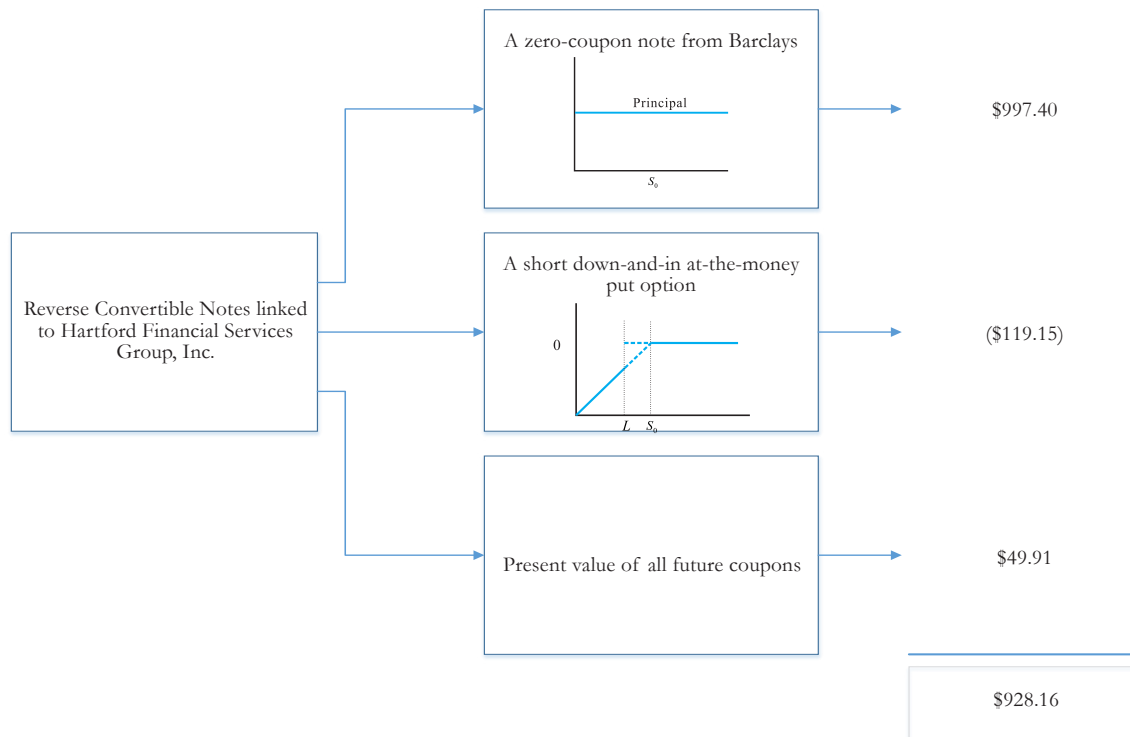 A zero-coupon note from Barclays
Principal
S₀
$997.40
Reverse Convertible Notes linked
to Hartford Financial Services
Group, Inc.
A short down-and-in at-the-money
put option
0
L S₀
($119.15)
Present value of all future coupons
$49.91
$928.16